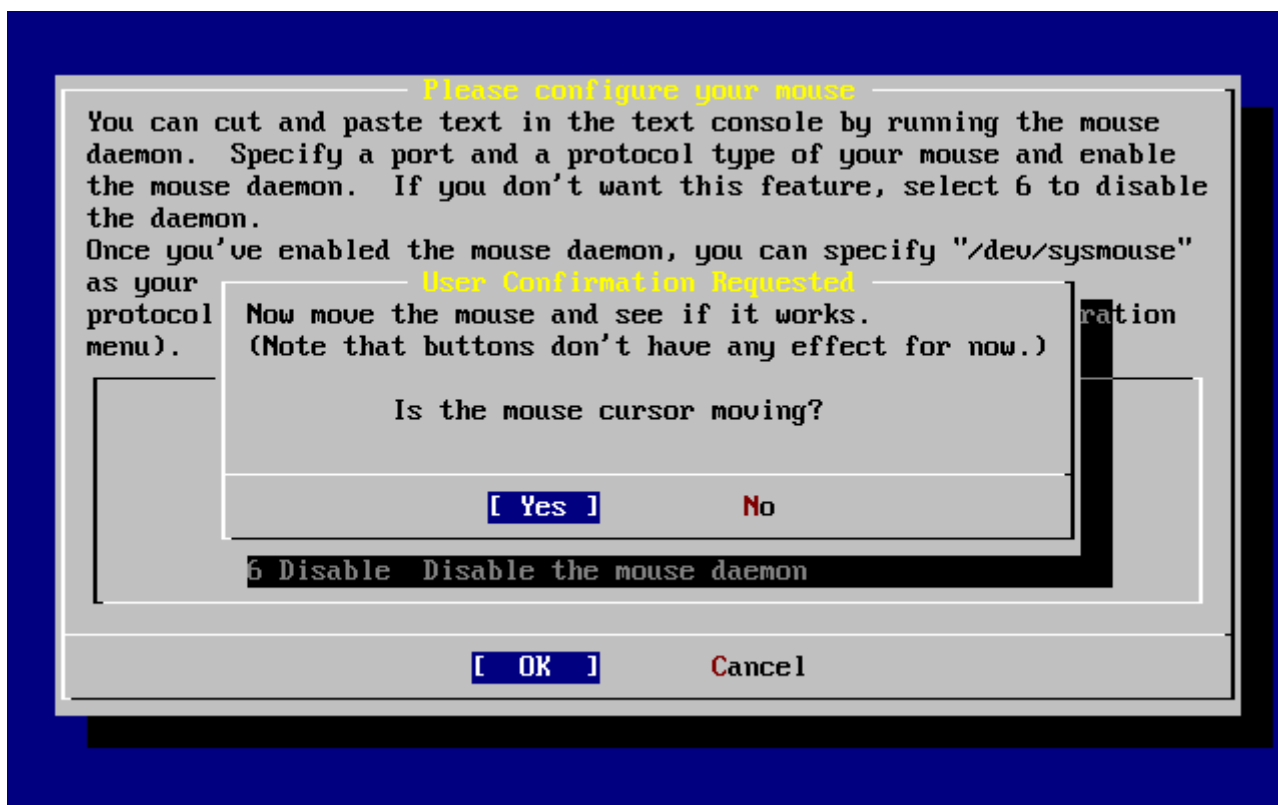 Please configure your mouse
You can cut and paste text in the text console by running the mouse
daemon.  Specify a port and a protocol type of your mouse and enable
the mouse daemon.  If you don't want this feature, select 6 to disable
the daemon.
Once you've enabled the mouse daemon, you can specify "/dev/sysmouse"
as your
protocol ration
menu).
User Confirmation Requested
Now move the mouse and see if it works.
(Note that buttons don't have any effect for now.)
Is the mouse cursor moving?
[ Yes ] No
6 Disable  Disable the mouse daemon
[  OK  ] Cancel